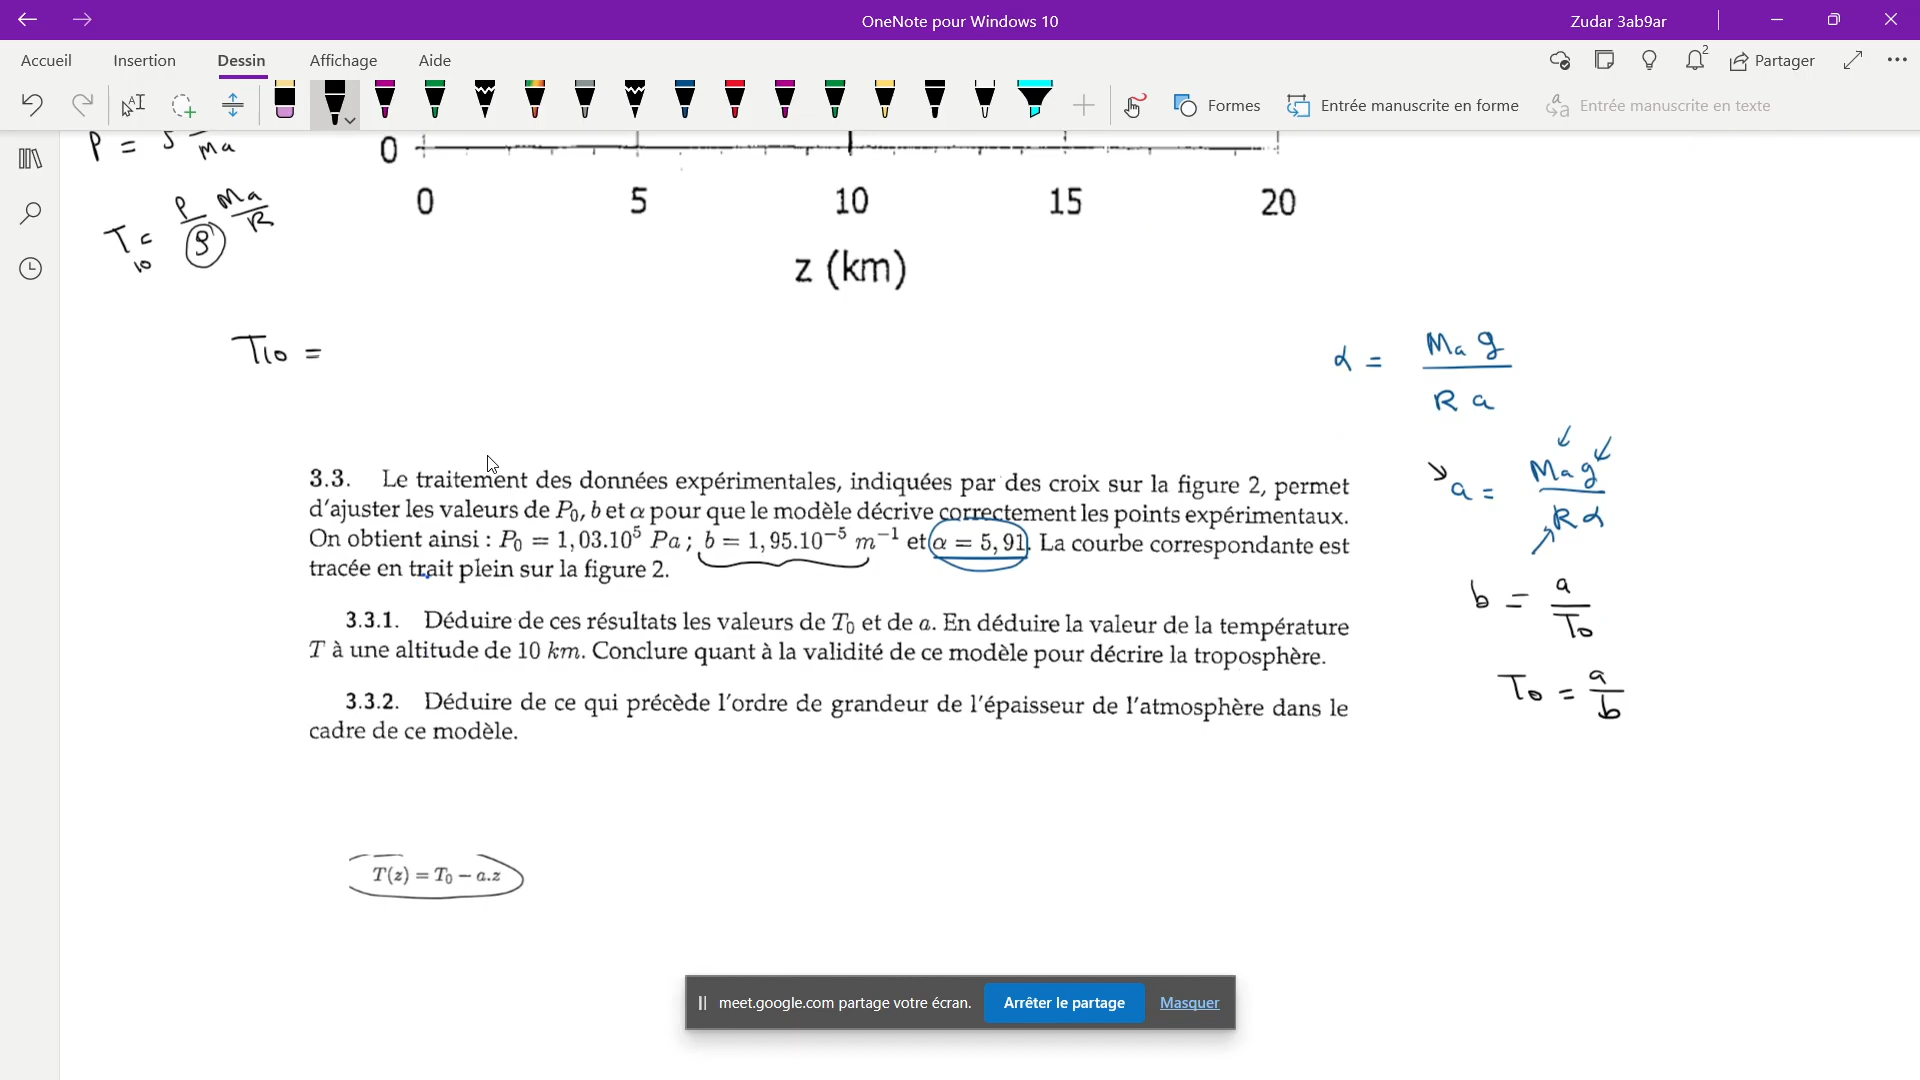 OneNote pour Windows 10
Zudar 3ab9ar
Accueil Insertion Dessin Affichage Aide
2
Partager
Formes
Entrée manuscrite en forme
Entrée manuscrite en texte
P =
Ma
0
0 5 10 15 20
z (km)
T10 = P/ρ Ma/R
T10 =
α = Ma g / R a
a = Ma g / R α
b = a / T0
T0 = a / b
3.3. Le traitement des données expérimentales, indiquées par des croix sur la figure 2, permet
d'ajuster les valeurs de P₀, b et α pour que le modèle décrive correctement les points expérimentaux.
On obtient ainsi : P₀ = 1,03.10⁵ Pa ; b = 1,95.10⁻⁵ m⁻¹ et α = 5,91. La courbe correspondante est
tracée en trait plein sur la figure 2.
3.3.1. Déduire de ces résultats les valeurs de T₀ et de a. En déduire la valeur de la température
T à une altitude de 10 km. Conclure quant à la validité de ce modèle pour décrire la troposphère.
3.3.2. Déduire de ce qui précède l'ordre de grandeur de l'épaisseur de l'atmosphère dans le
cadre de ce modèle.
T(z) = T₀ − a.z
meet.google.com partage votre écran.
Arrêter le partage
Masquer